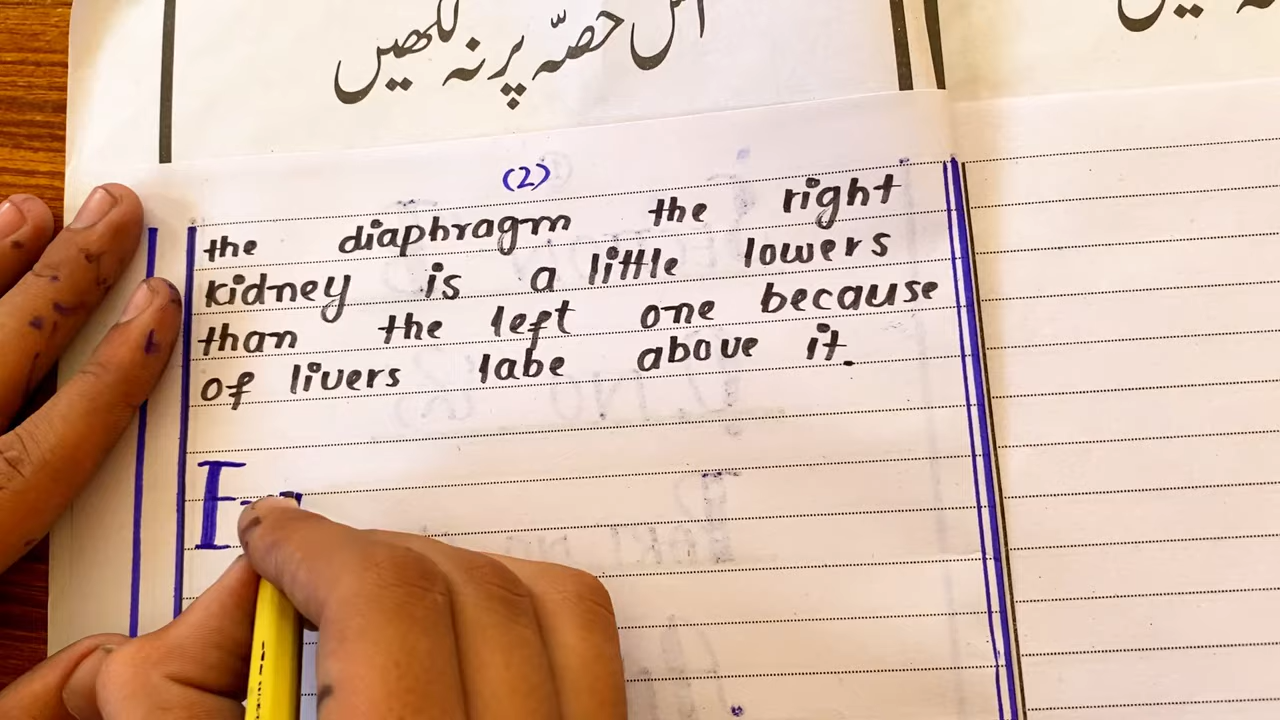 اس حصّہ پر نہ لکھیں
(2)
the diaphragm the right
kidney is a little lowers
than the left one because
of livers labe above it.